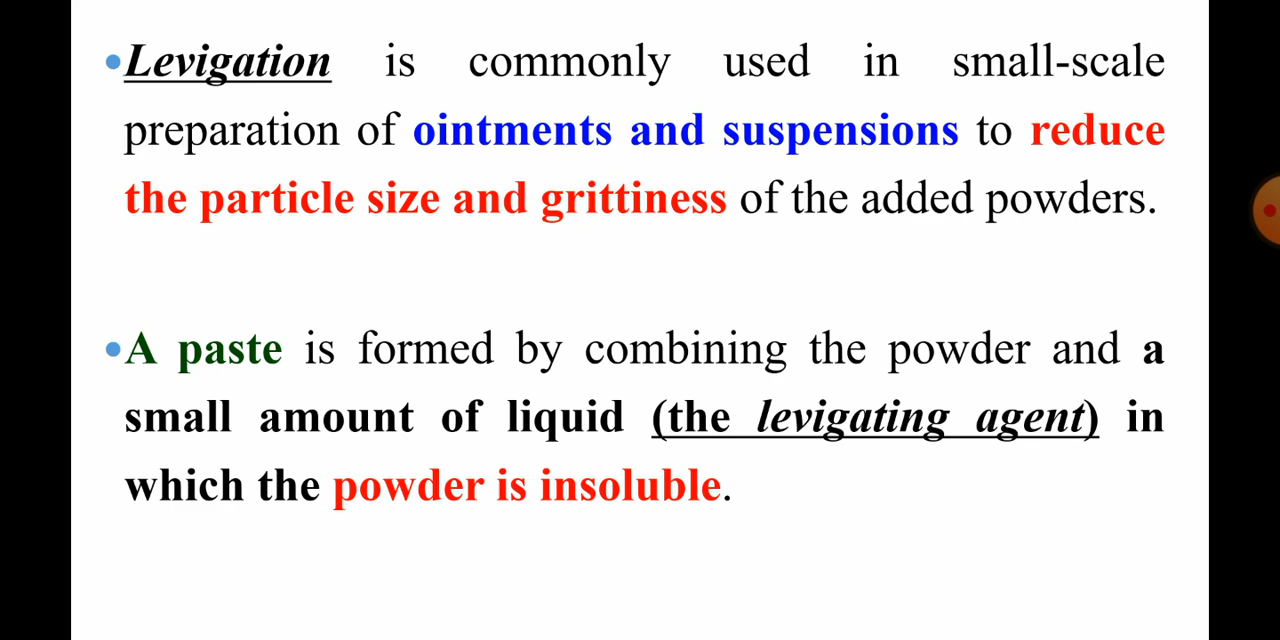 •Levigation is commonly used in small-scale
preparation of ointments and suspensions to reduce
the particle size and grittiness of the added powders.
•A paste is formed by combining the powder and a
small amount of liquid (the levigating agent) in
which the powder is insoluble.